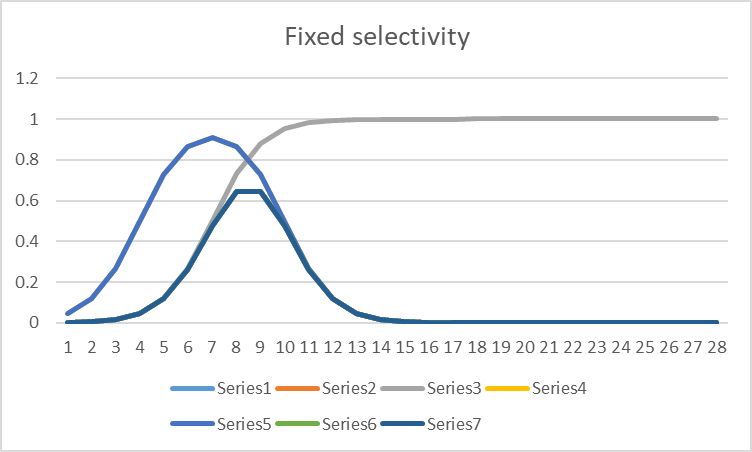 Fixed selectivity
1.2
1
0.8
0.6
0.4
0.2
0
1 2 3 4 5 6 7 8 9 10 11 12 13 14 15 16 17 18 19 20 21 22 23 24 25 26 27 28
Series1 Series2 Series3 Series4
Series5 Series6 Series7